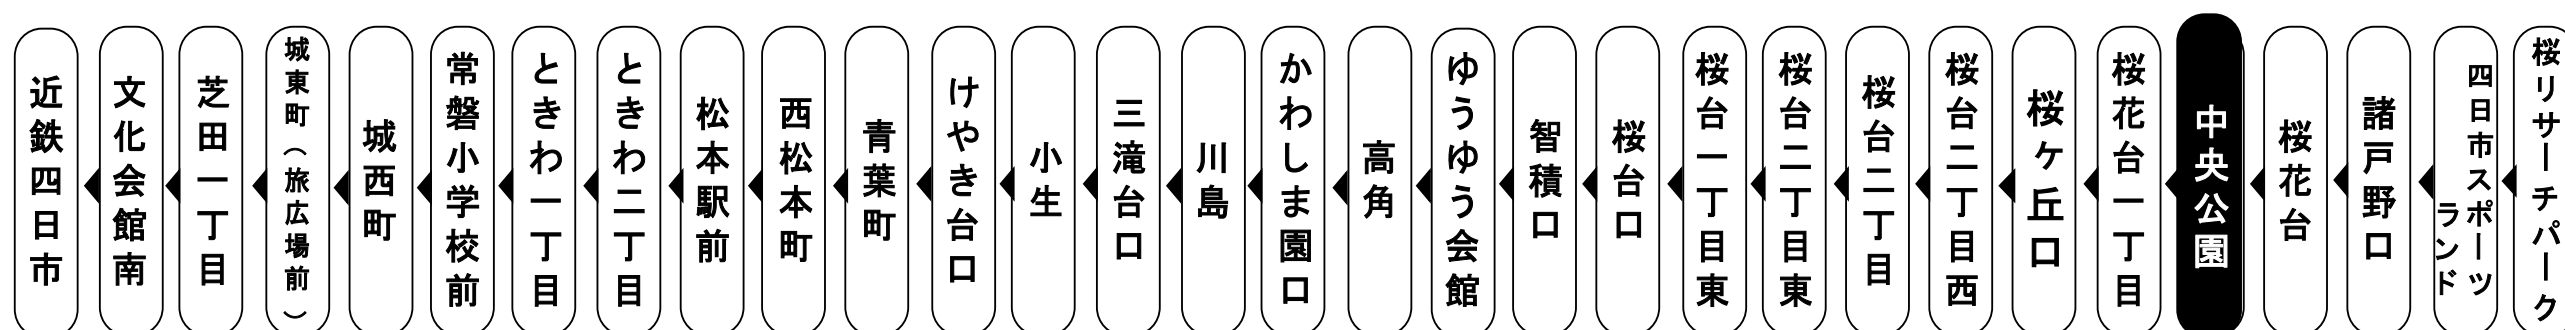 近鉄四日市
文化会館南
芝田一丁目
城東町（旅広場前）
城西町
常磐小学校前
ときわ一丁目
ときわ二丁目
松本駅前
西松本町
青葉町
けやき台口
小生
三滝台口
川島
かわしま園口
高角
ゆうゆう会館
智積口
桜台口
桜台一丁目東
桜台二丁目東
桜台二丁目
桜台二丁目西
桜ヶ丘口
桜花台一丁目
中央公園
桜花台
諸戸野口
四日市スポーツ
ランド
桜リサーチパーク